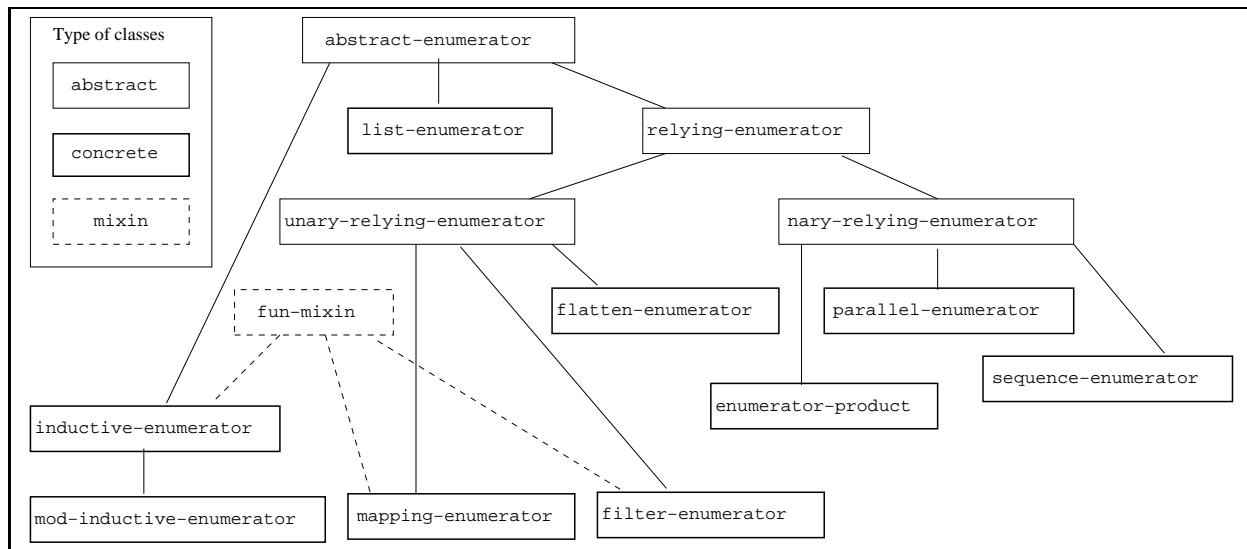 Type of classes
abstract
concrete
mixin
abstract-enumerator
list-enumerator
relying-enumerator
unary-relying-enumerator
nary-relying-enumerator
fun-mixin
flatten-enumerator
parallel-enumerator
sequence-enumerator
enumerator-product
inductive-enumerator
mod-inductive-enumerator
mapping-enumerator
filter-enumerator